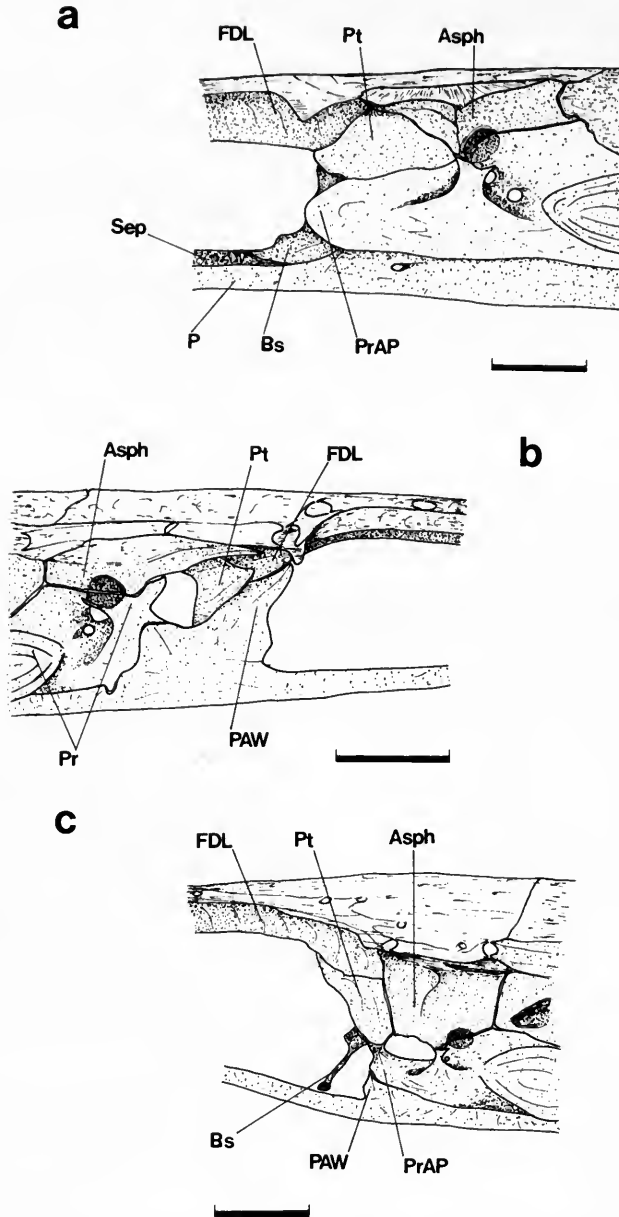 a
FDL Pt Asph
Sep
P Bs PrAP
b
Asph Pt FDL
Pr PAW
c
FDL Pt Asph
Bs PAW PrAP